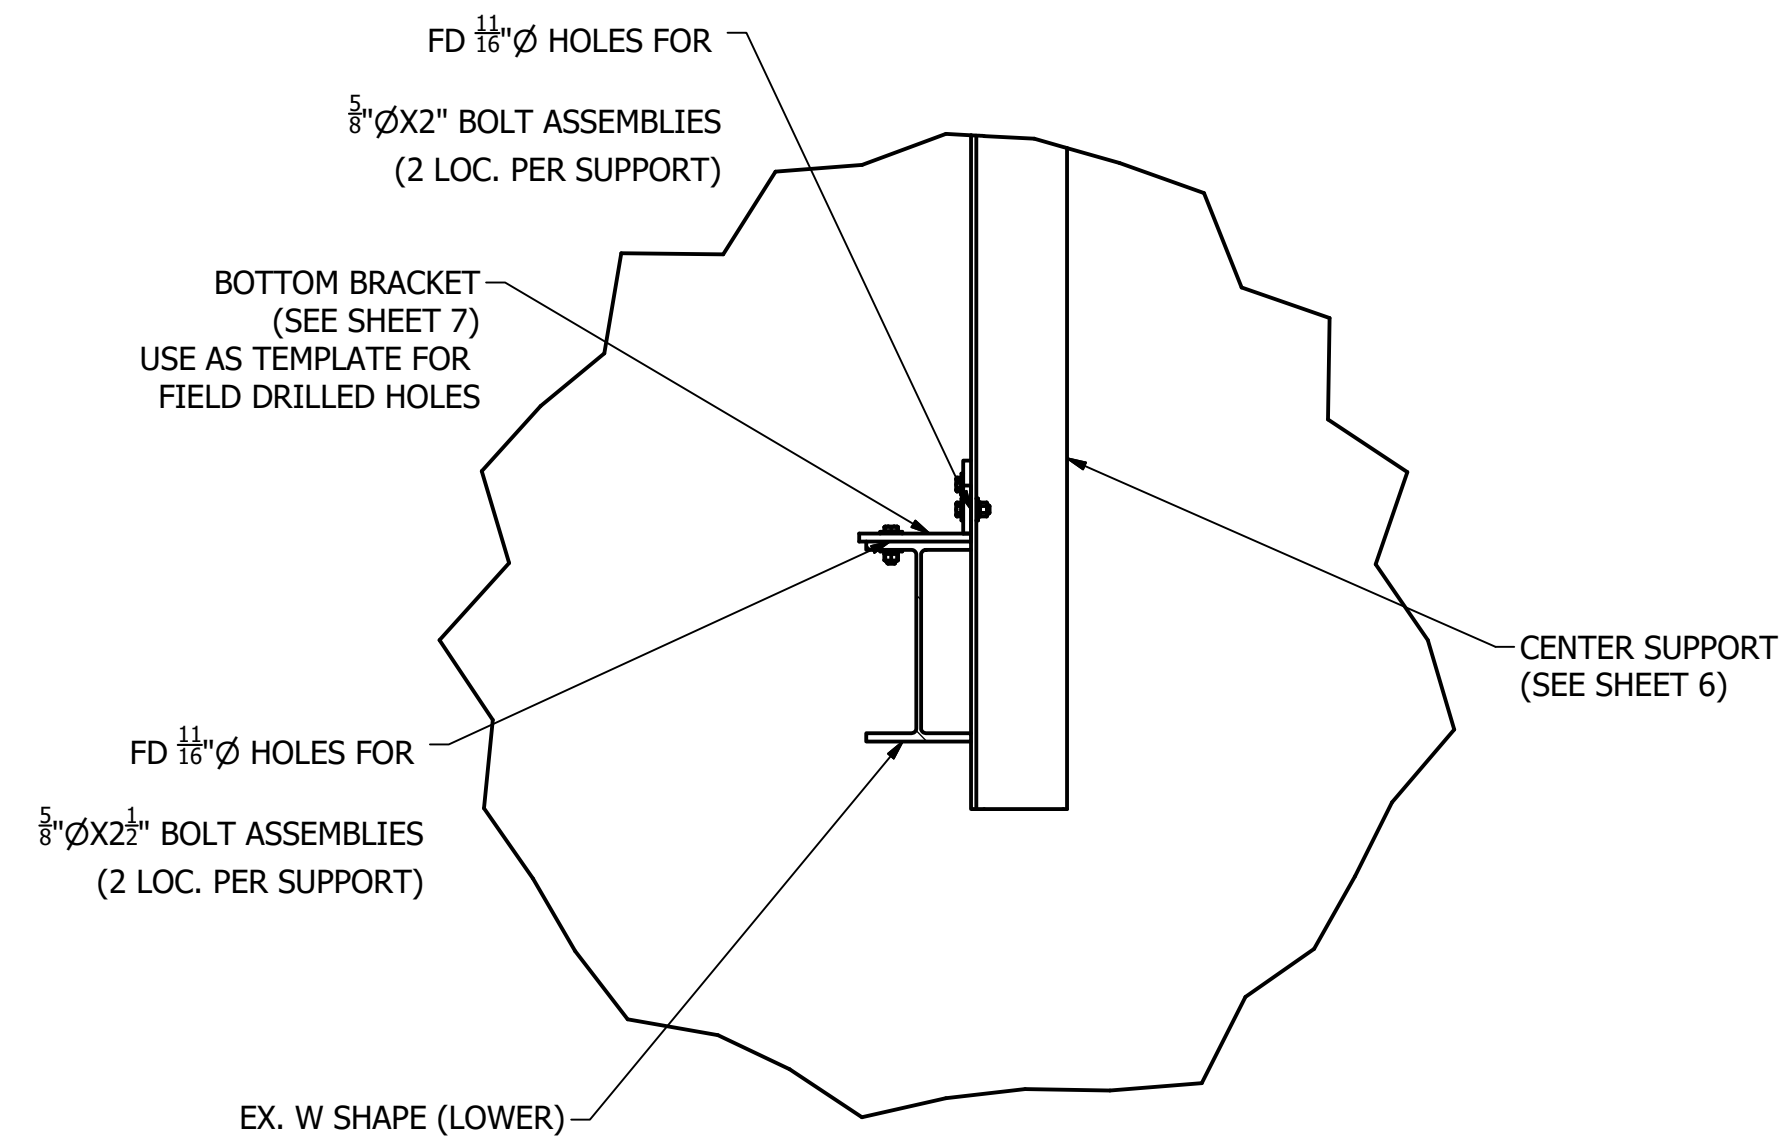 FD 11/16"Ø HOLES FOR
5/8"ØX2" BOLT ASSEMBLIES
(2 LOC. PER SUPPORT)
BOTTOM BRACKET
(SEE SHEET 7)
USE AS TEMPLATE FOR
FIELD DRILLED HOLES
CENTER SUPPORT
(SEE SHEET 6)
FD 11/16"Ø HOLES FOR
5/8"ØX2 1/2" BOLT ASSEMBLIES
(2 LOC. PER SUPPORT)
EX. W SHAPE (LOWER)